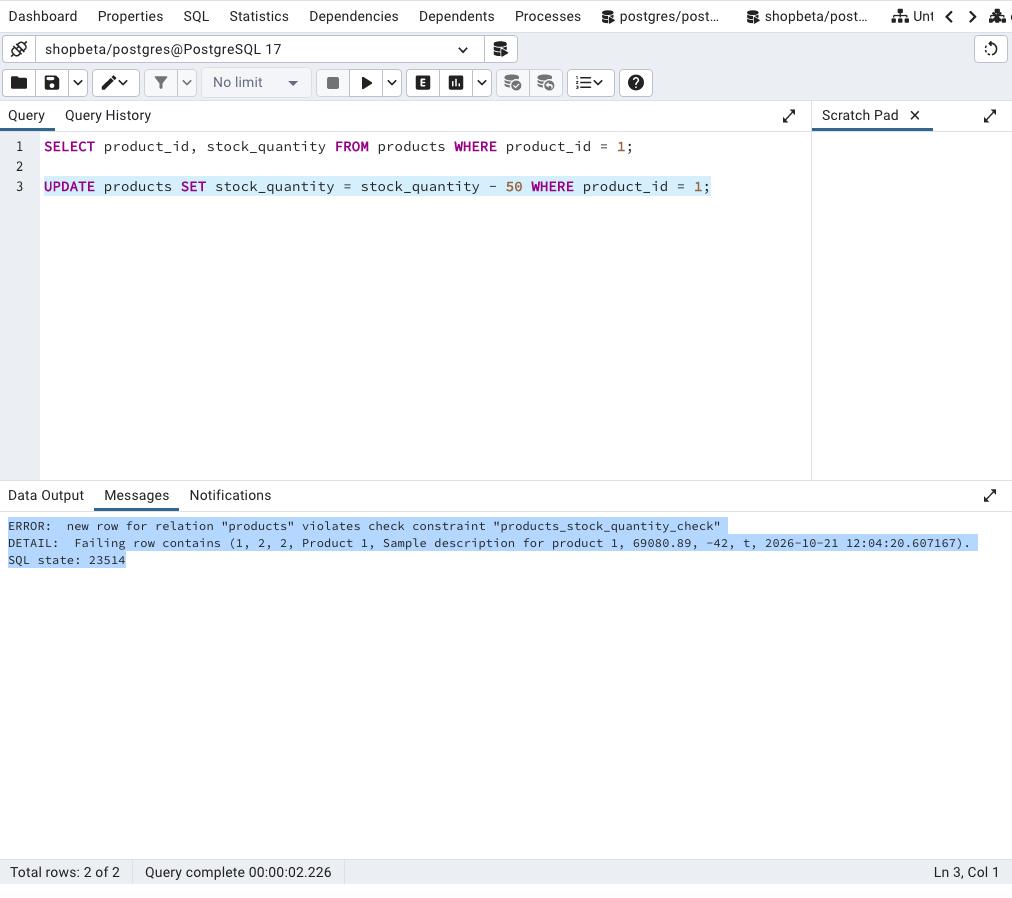 Dashboard Properties SQL Statistics Dependencies Dependents Processes postgres/post... shopbeta/post... Unt
shopbeta/postgres@PostgreSQL 17
No limit E
Query Query History Scratch Pad
1 SELECT product_id, stock_quantity FROM products WHERE product_id = 1;
2
3 UPDATE products SET stock_quantity = stock_quantity - 50 WHERE product_id = 1;
Data Output Messages Notifications
ERROR: new row for relation "products" violates check constraint "products_stock_quantity_check"
DETAIL: Failing row contains (1, 2, 2, Product 1, Sample description for product 1, 69080.89, -42, t, 2026-10-21 12:04:20.607167).
SQL state: 23514
Total rows: 2 of 2 Query complete 00:00:02.226 Ln 3, Col 1